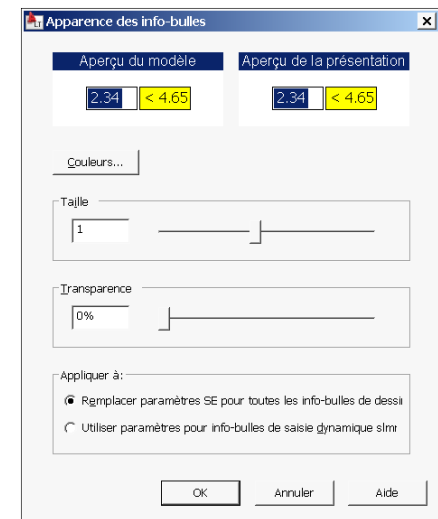 Apparence des info-bulles
Aperçu du modèle
Aperçu de la présentation
2.34 < 4.65
2.34 < 4.65
Couleurs...
Taille
1
Transparence
0%
Appliquer à:
Remplacer paramètres SE pour toutes les info-bulles de dessi
Utiliser paramètres pour info-bulles de saisie dynamique slmr
OK
Annuler
Aide